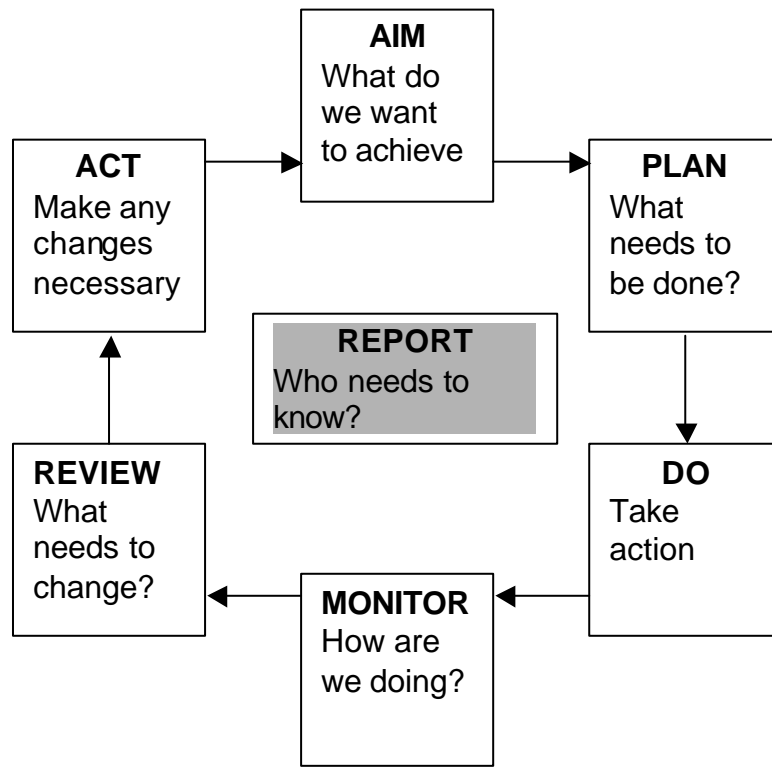 AIM
What do
we want
to achieve
PLAN
What
needs to
be done?
DO
Take
action
MONITOR
How are
we doing?
REVIEW
What
needs to
change?
ACT
Make any
changes
necessary
REPORT
Who needs to
know?